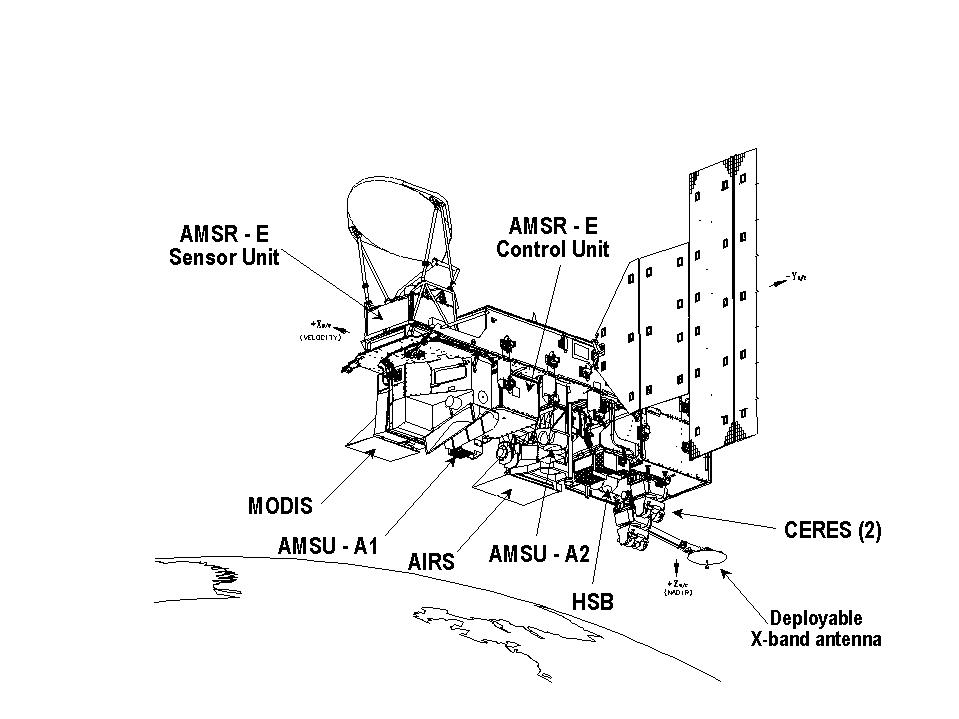 AMSR - E
Sensor Unit
AMSR - E
Control Unit
-Y s/c
+X s/c
(VELOCITY)
MODIS
AMSU - A1
AIRS
AMSU - A2
HSB
CERES (2)
+Z s/c
(NADIR)
Deployable
X-band antenna